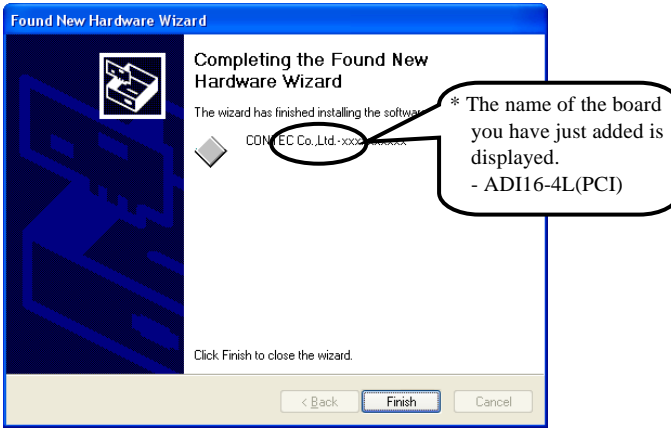 Found New Hardware Wizard
Completing the Found New
Hardware Wizard
The wizard has finished installing the software
CONTEC Co.,Ltd.-xxx
* The name of the board
you have just added is
displayed.
- ADI16-4L(PCI)
Click Finish to close the wizard.
< Back
Finish
Cancel